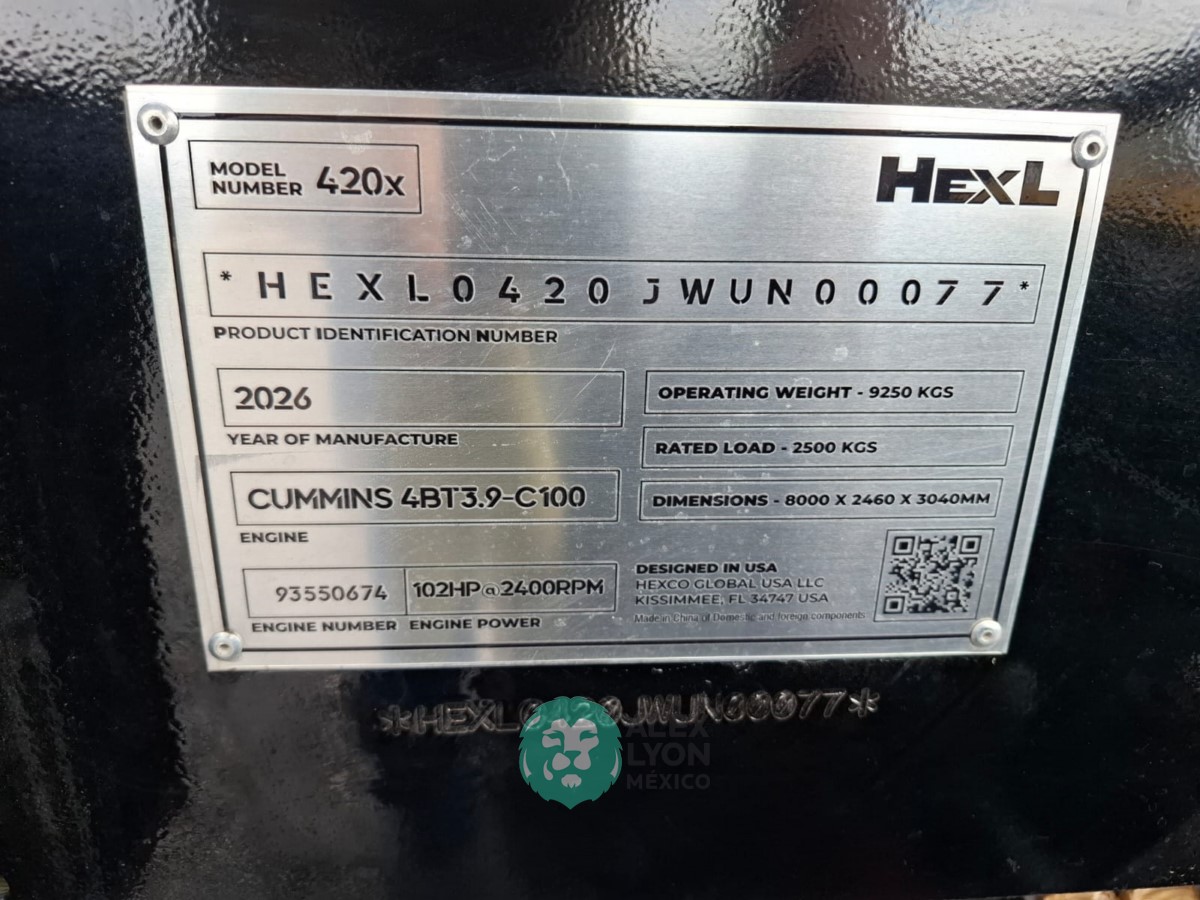 MODEL NUMBER 420x
HEXL
*HEXL0420JWUN00077*
PRODUCT IDENTIFICATION NUMBER
2026
YEAR OF MANUFACTURE
OPERATING WEIGHT - 9250 KGS
RATED LOAD - 2500 KGS
CUMMINS 4BT3.9-C100
ENGINE
DIMENSIONS - 8000 X 2460 X 3040MM
93550674
ENGINE NUMBER
102HP@2400RPM
ENGINE POWER
DESIGNED IN USA
HEXCO GLOBAL USA LLC
KISSIMMEE, FL 34747 USA
Made in China of Domestic and foreign components
*HEXL0420JWUN00077*
ALEX
LYON
MÉXICO